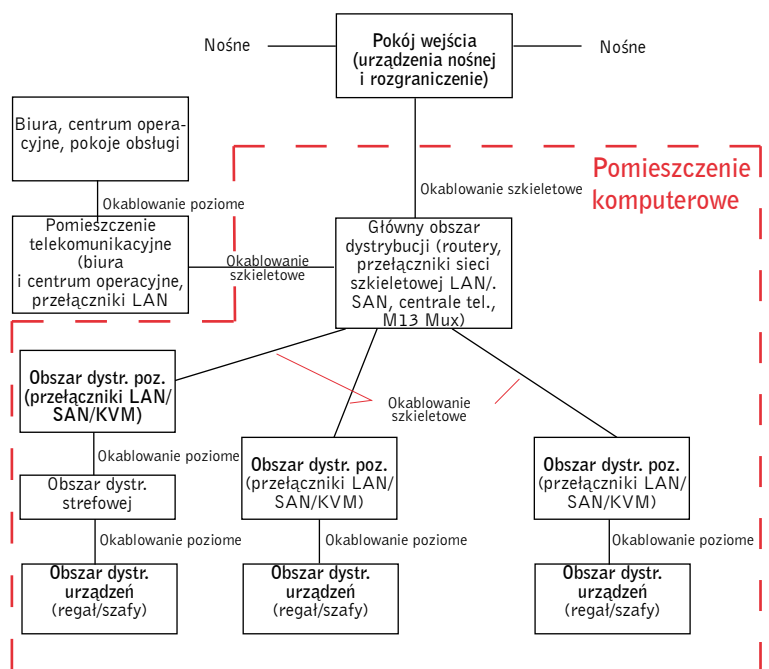 Nośne
Pokój wejścia
(urządzenia nośnej
i rozgraniczenie)
Nośne
Biura, centrum opera-
cyjne, pokoje obsługi
Okablowanie poziome
Okablowanie szkieletowe
Pomieszczenie
komputerowe
Pomieszczenie
telekomunikacyjne
(biura
i centrum operacyjne,
przełączniki LAN
Okablowanie
szkieletowe
Główny obszar
dystrybucji (routery,
przełączniki sieci
szkieletowej LAN/.
SAN, centrale tel.,
M13 Mux)
Okablowanie
szkieletowe
Obszar dystr. poz.
(przełączniki LAN/
SAN/KVM)
Okablowanie poziome
Obszar dystr.
strefowej
Okablowanie poziome
Obszar dystr.
urządzeń
(regał/szafy)
Obszar dystr. poz.
(przełączniki LAN/
SAN/KVM)
Okablowanie poziome
Obszar dystr.
urządzeń
(regał/szafy)
Obszar dystr. poz.
(przełączniki LAN/
SAN/KVM)
Okablowanie poziome
Obszar dystr.
urządzeń
(regał/szafy)